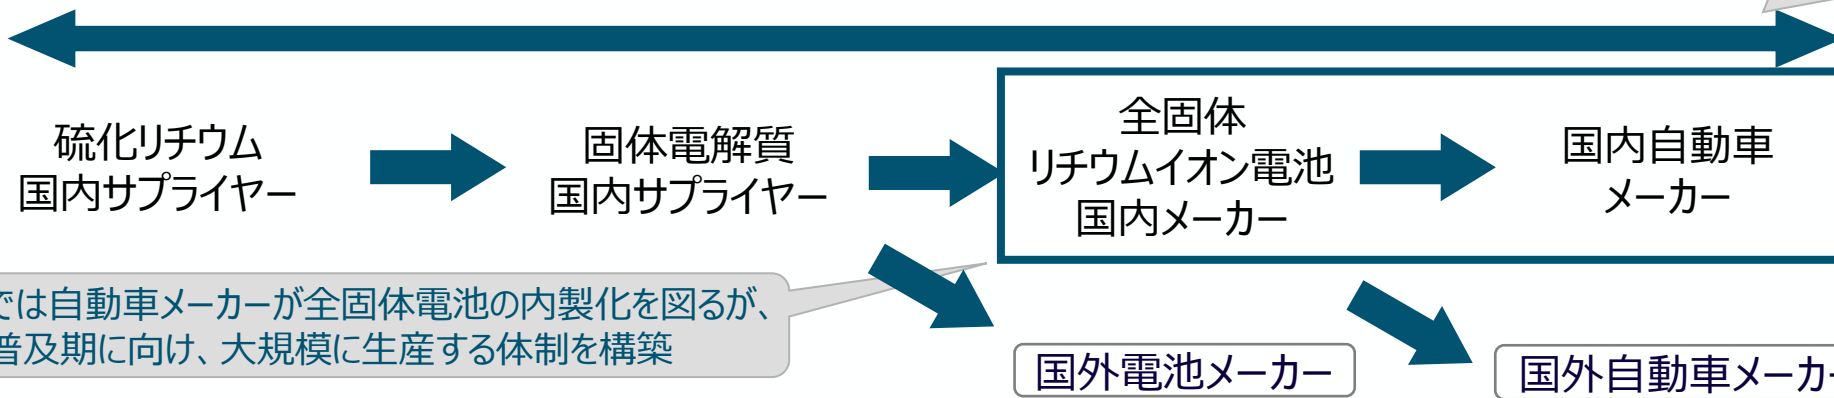 硫化リチウム
国内サプライヤー
固体電解質
国内サプライヤー
全固体
リチウムイオン電池
国内メーカー
国内自動車
メーカー
では自動車メーカーが全固体電池の内製化を図るが、
普及期に向け、大規模に生産する体制を構築
国外電池メーカー
国外自動車メーカー